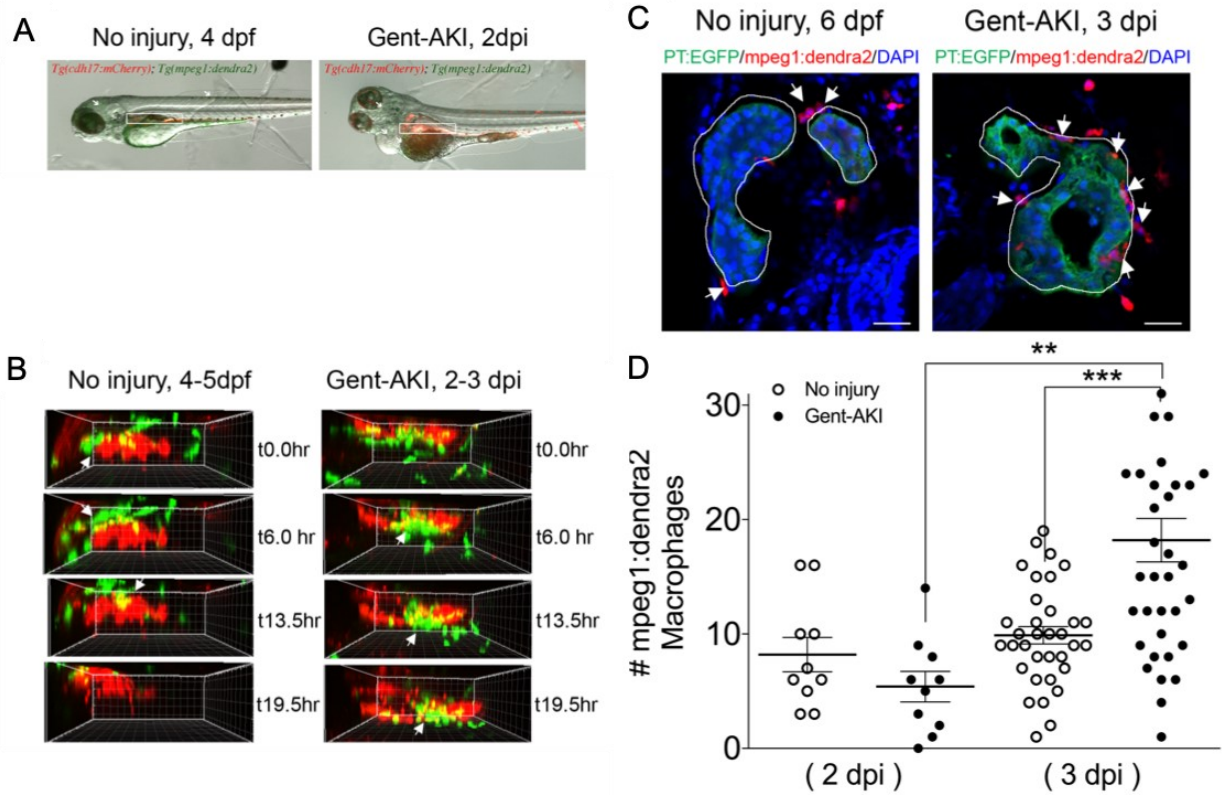 A
No injury, 4 dpf
Gent-AKI, 2dpi
Tg(cdh17:mCherry); Tg(mpeg1:dendra2)
Tg(cdh17:mCherry); Tg(mpeg1:dendra2)
B
No injury, 4-5dpf
Gent-AKI, 2-3 dpi
t0.0hr
t0.0hr
t6.0 hr
t6.0 hr
t13.5hr
t13.5hr
t19.5hr
t19.5hr
C
No injury, 6 dpf
Gent-AKI, 3 dpi
PT:EGFP/mpeg1:dendra2/DAPI
PT:EGFP/mpeg1:dendra2/DAPI
D
**
***
No injury
Gent-AKI
# mpeg1:dendra2
Macrophages
30
20
10
0
( 2 dpi )
( 3 dpi )